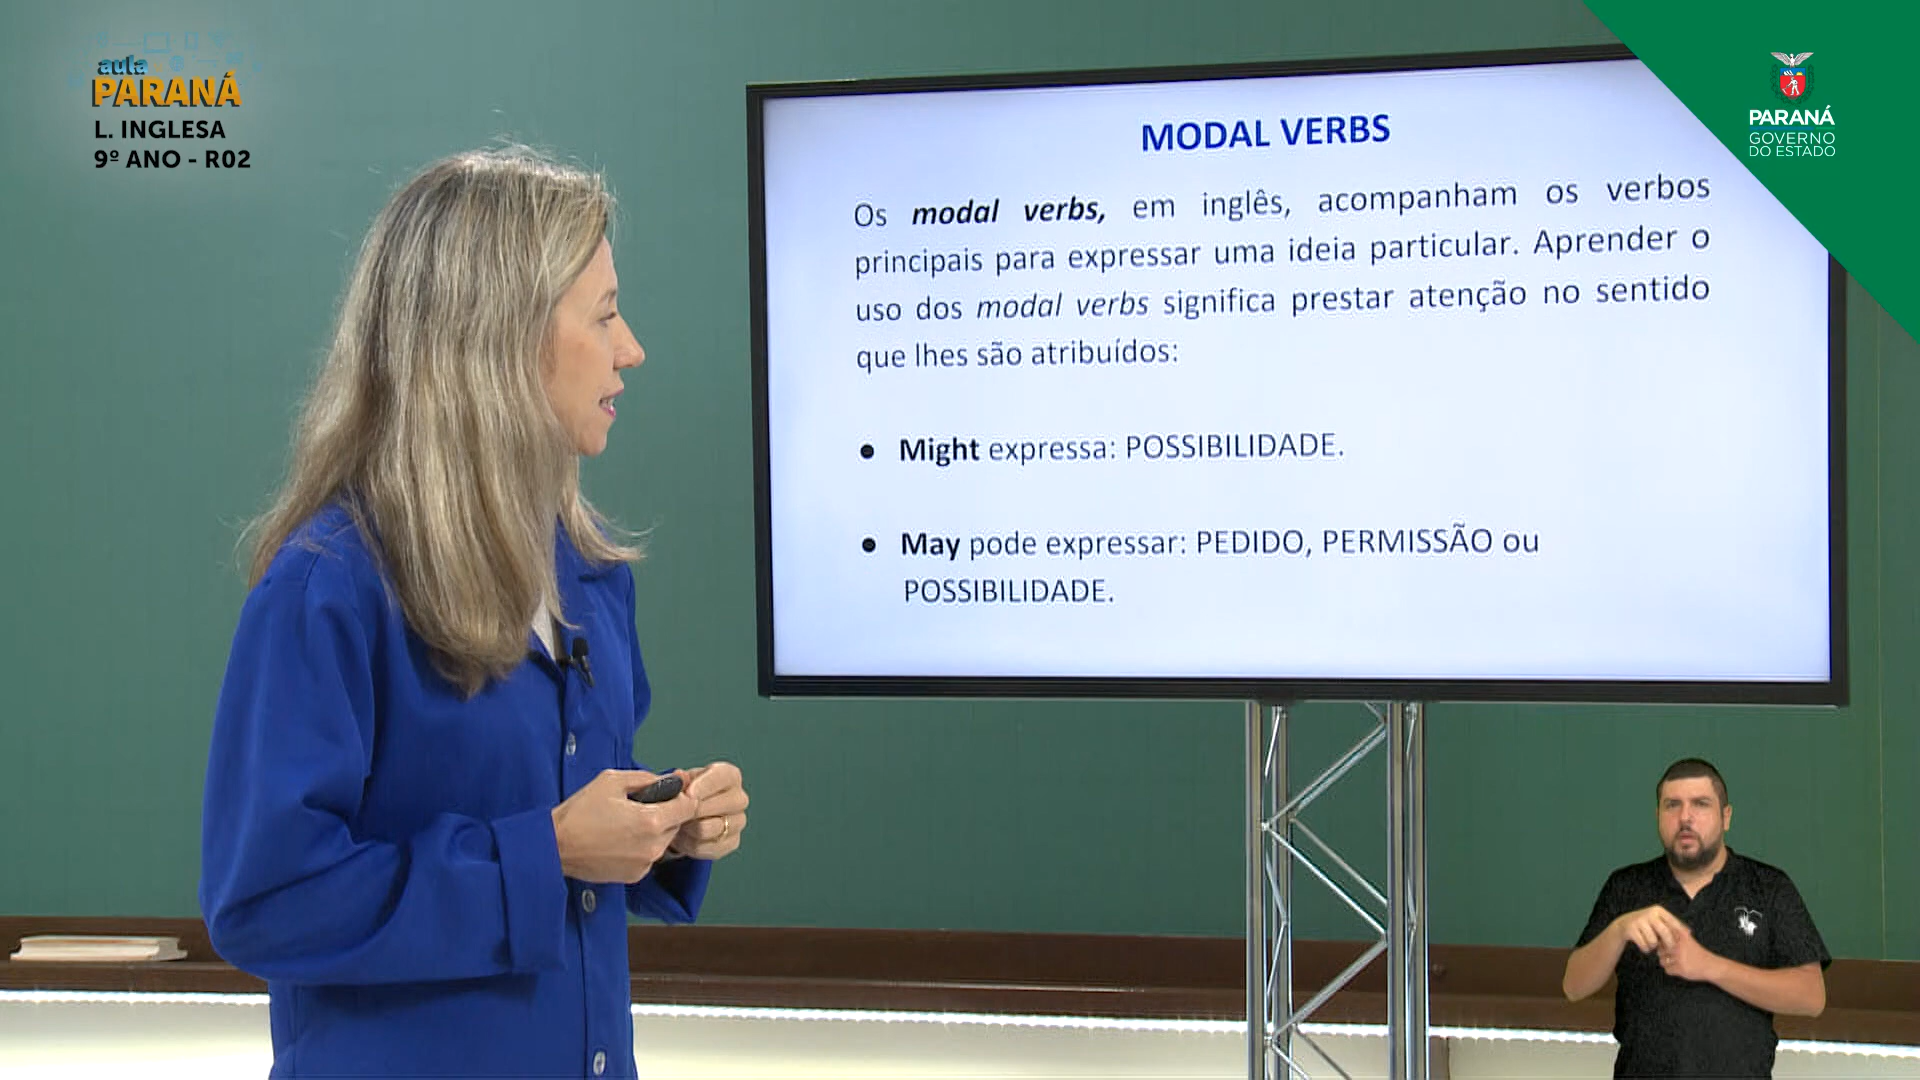 aula
PARANÁ
L. INGLESA
9º ANO - R02
PARANÁ
GOVERNO
DO ESTADO
MODAL VERBS
Os modal verbs, em inglês, acompanham os verbos
principais para expressar uma ideia particular. Aprender o
uso dos modal verbs significa prestar atenção no sentido
que lhes são atribuídos:
● Might expressa: POSSIBILIDADE.
● May pode expressar: PEDIDO, PERMISSÃO ou
POSSIBILIDADE.